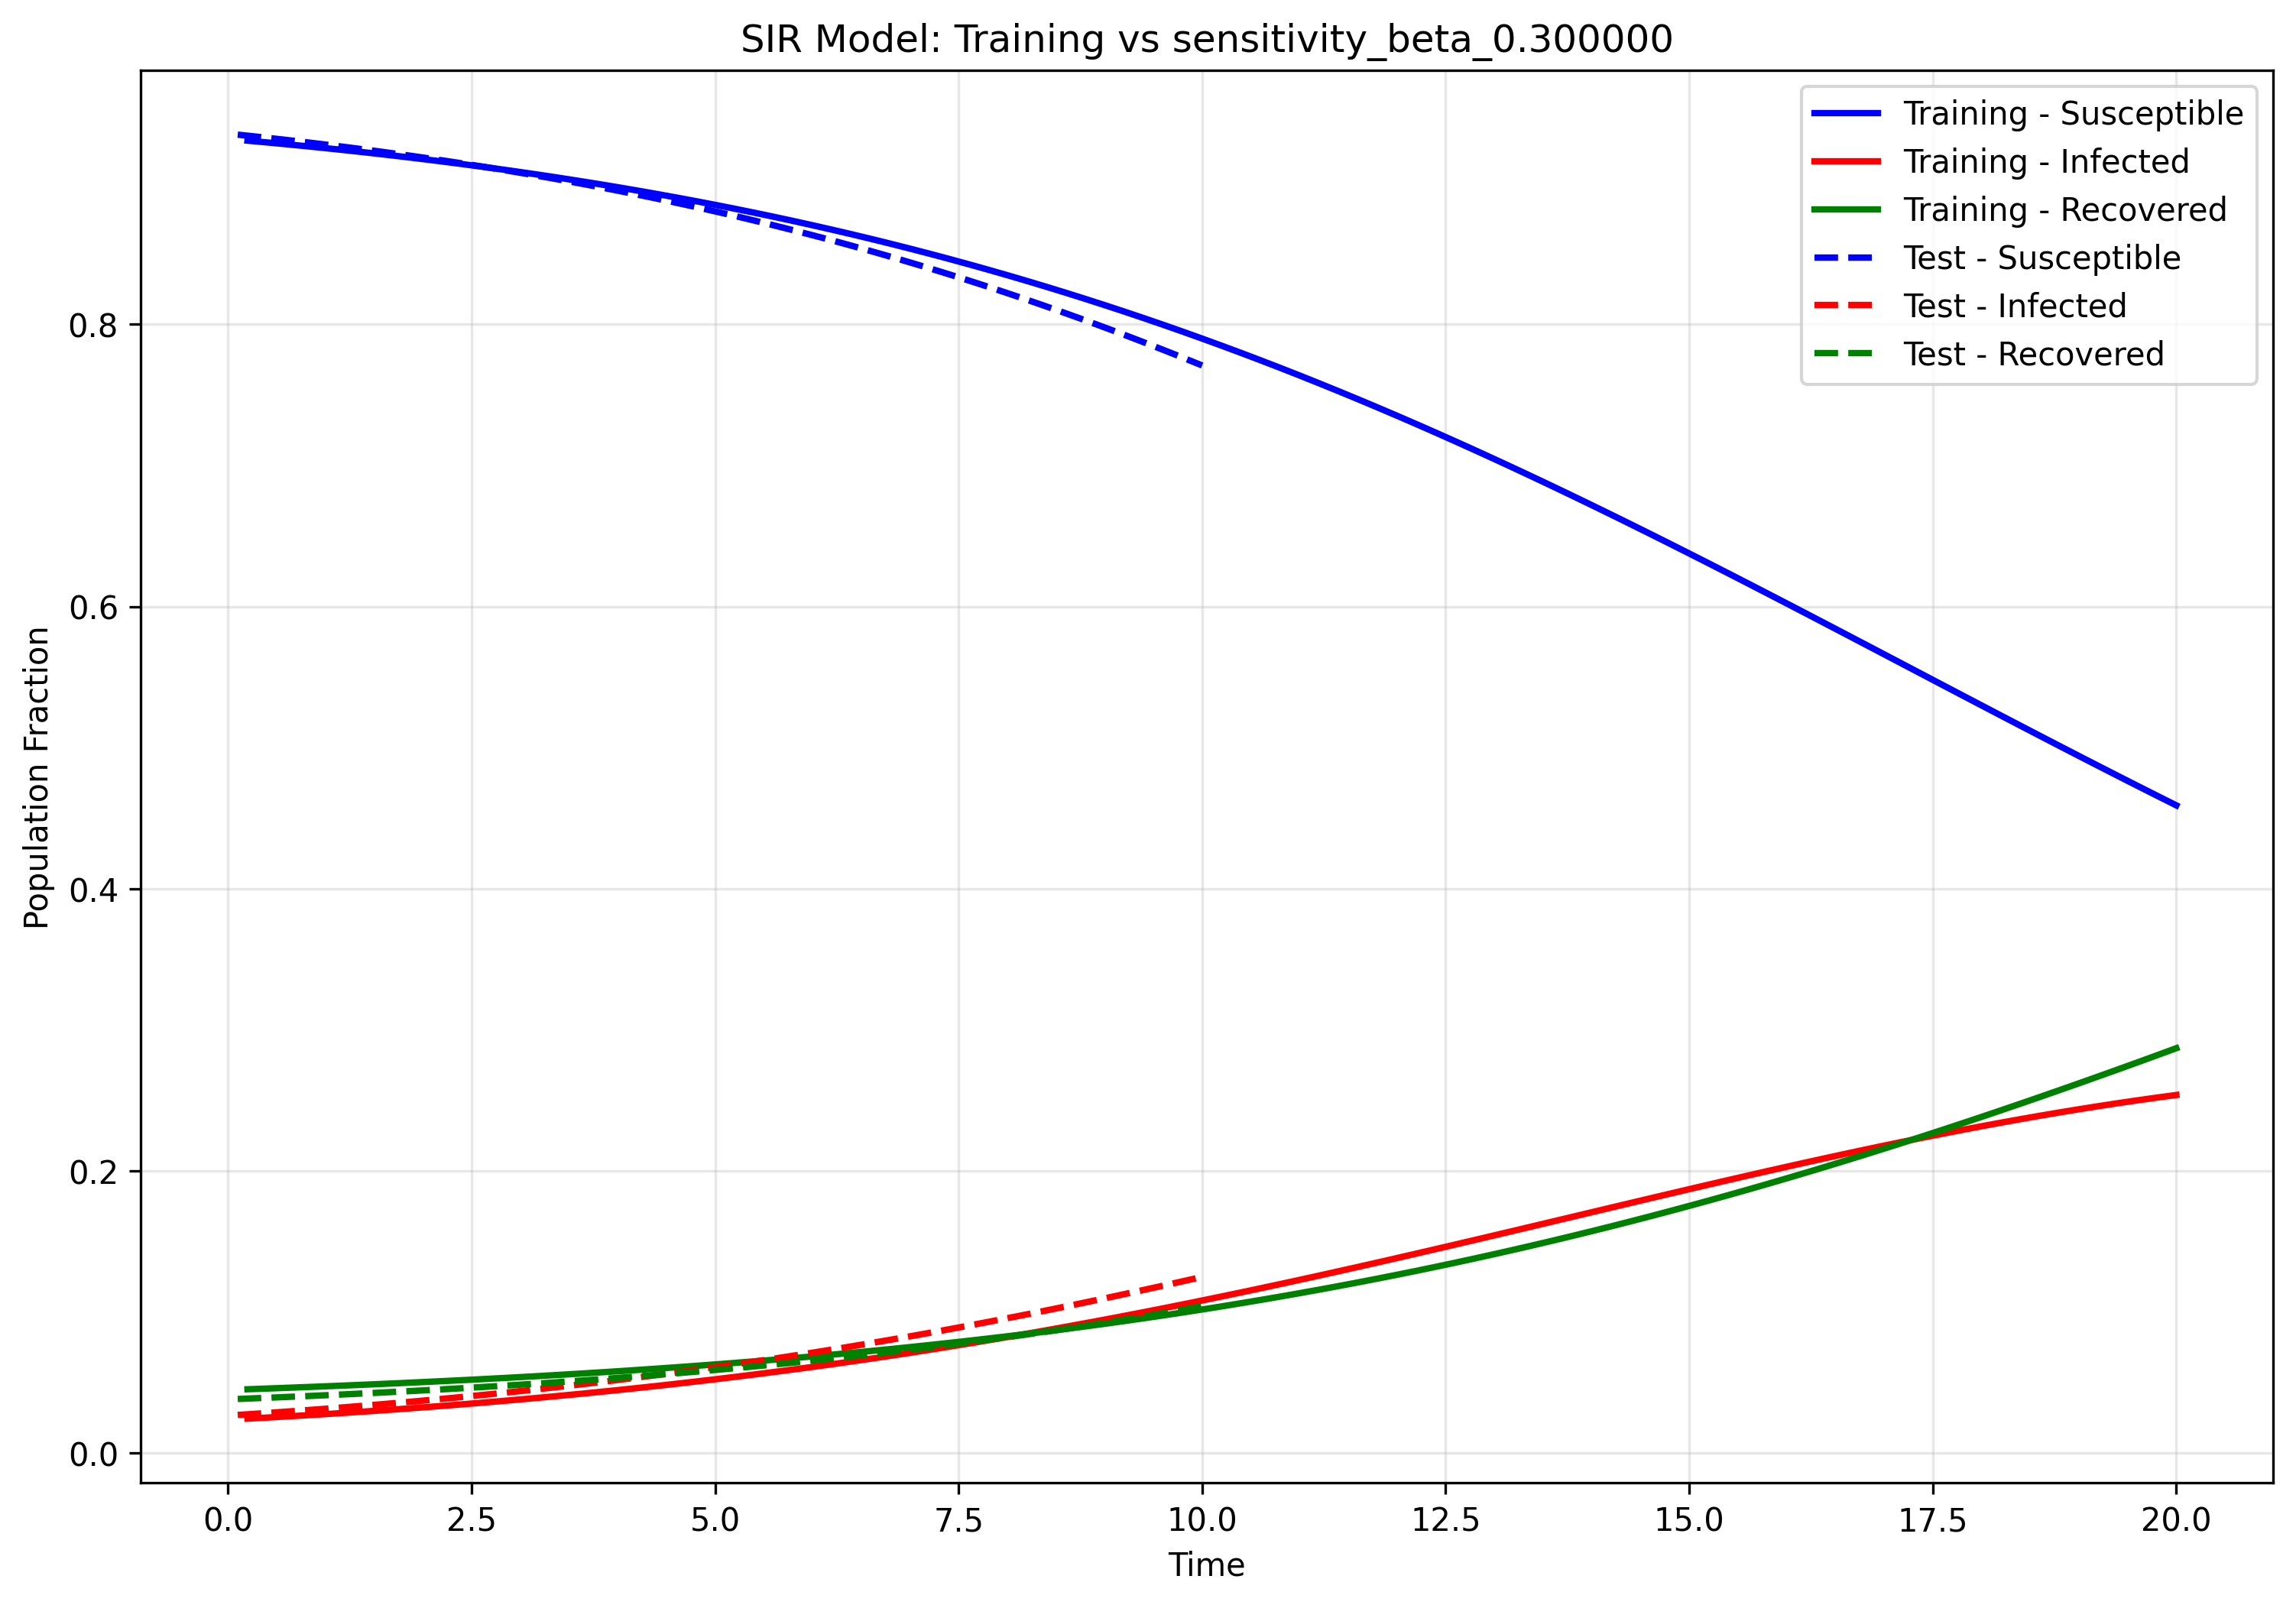 SIR Model: Training vs sensitivity_beta_0.300000
Training - Susceptible
Training - Infected
Training - Recovered
Test - Susceptible
Test - Infected
Test - Recovered
Population Fraction
0.8
0.6
0.4
0.2
0.0
0.0 2.5 5.0 7.5 10.0 12.5 15.0 17.5 20.0
Time